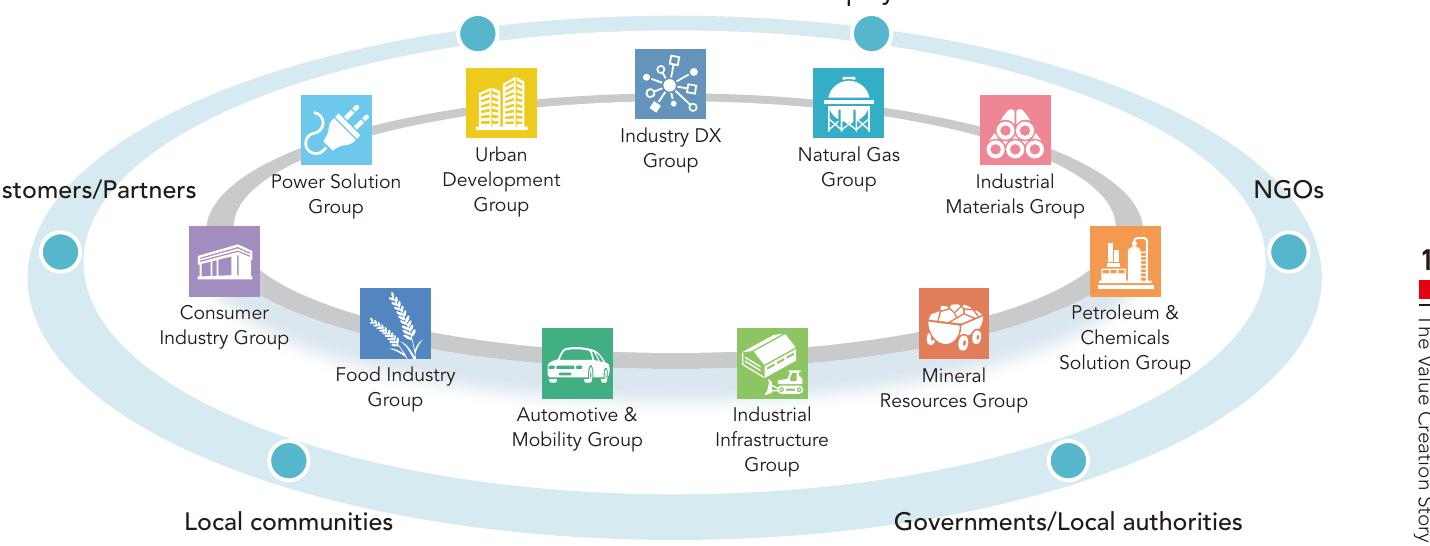 Industry DX
Group
Urban
Development
Group
Natural Gas
Group
Power Solution
Group
Industrial
Materials Group
stomers/Partners
NGOs
Consumer
Industry Group
Petroleum &
Chemicals
Solution Group
Food Industry
Group
Mineral
Resources Group
Automotive &
Mobility Group
Industrial
Infrastructure
Group
Local communities
Governments/Local authorities
1
The Value Creation Story